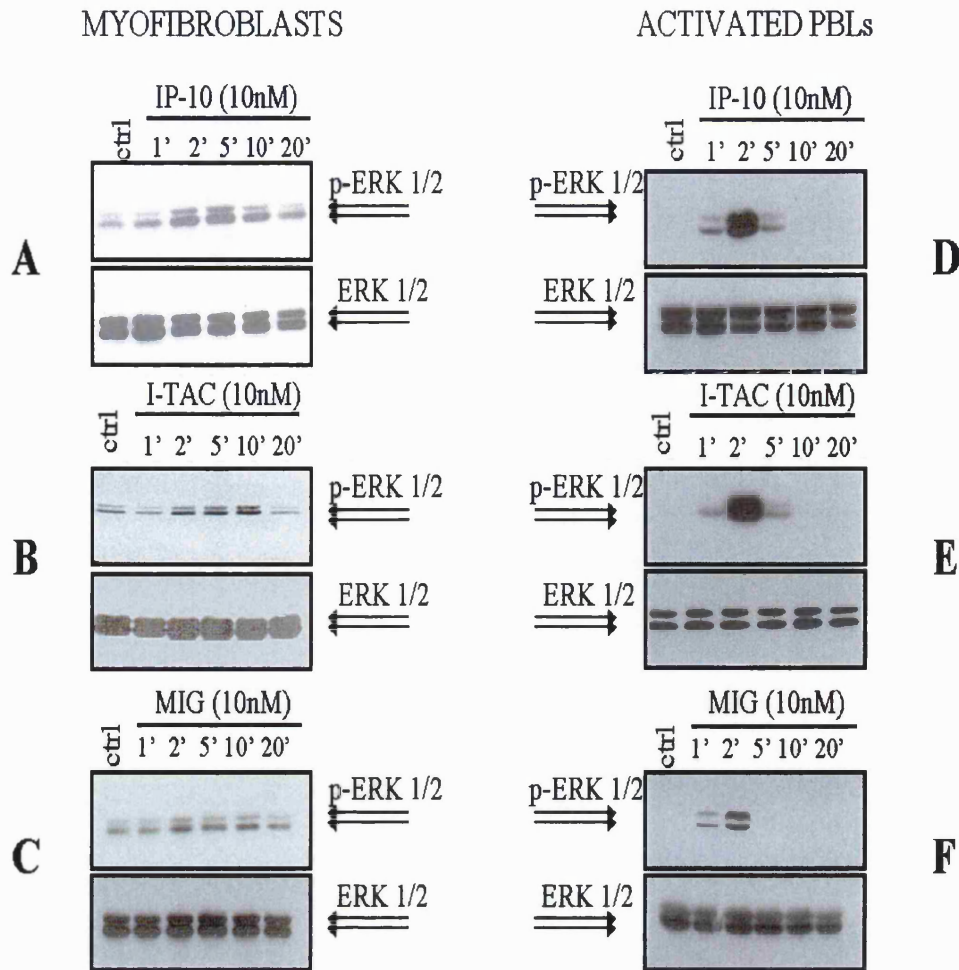 MYOFIBROBLASTS
IP-10 (10nM)
ctrl 1’ 2’ 5’ 10’ 20’
p-ERK 1/2
A
ERK 1/2
I-TAC (10nM)
ctrl 1’ 2’ 5’ 10’ 20’
p-ERK 1/2
B
ERK 1/2
MIG (10nM)
ctrl 1’ 2’ 5’ 10’ 20’
p-ERK 1/2
C
ERK 1/2
ACTIVATED PBLs
IP-10 (10nM)
ctrl 1’ 2’ 5’ 10’ 20’
p-ERK 1/2
D
ERK 1/2
I-TAC (10nM)
ctrl 1’ 2’ 5’ 10’ 20’
p-ERK 1/2
E
ERK 1/2
MIG (10nM)
ctrl 1’ 2’ 5’ 10’ 20’
p-ERK 1/2
F
ERK 1/2